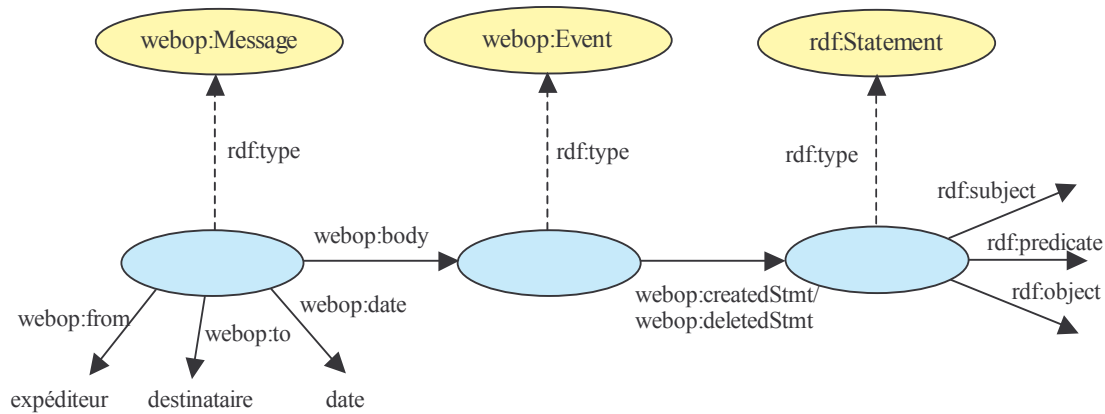 webop:Message
webop:Event
rdf:Statement
rdf:type
rdf:type
rdf:type
rdf:subject
webop:body
rdf:predicate
webop:date
webop:createdStmt/
rdf:object
webop:from
webop:to
webop:deletedStmt
expéditeur
destinataire
date